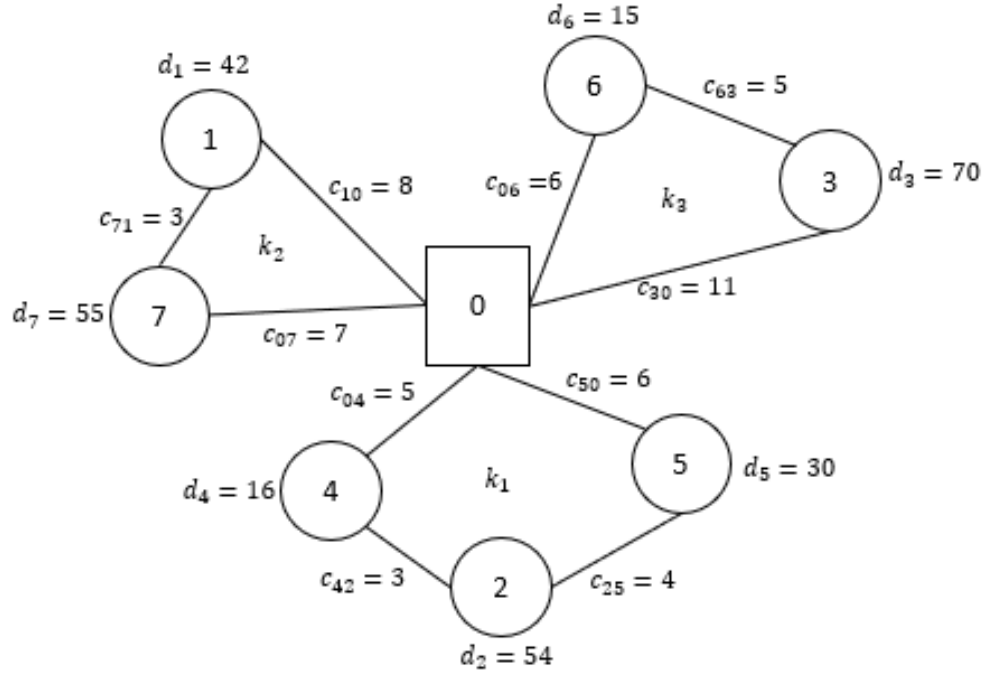 d₆ = 15
d₁ = 42
6
c₆₃ = 5
1
c₁₀ = 8
c₀₆ =6
3
d₃ = 70
k₃
c₇₁ = 3
k₂
c₃₀ = 11
0
d₇ = 55
7
c₀₇ = 7
c₅₀ = 6
c₀₄ = 5
5
d₅ = 30
k₁
d₄ = 16
4
c₄₂ = 3
2
c₂₅ = 4
d₂ = 54